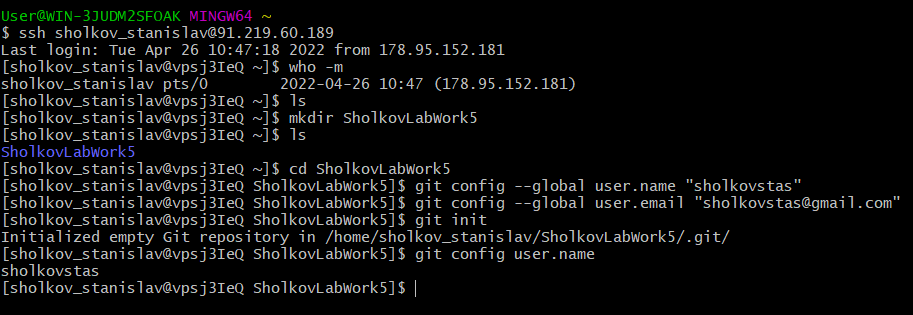 User@WIN-3JUDM2SFOAK MINGW64 ~
$ ssh sholkov_stanislav@91.219.60.189
Last login: Tue Apr 26 10:47:18 2022 from 178.95.152.181
[sholkov_stanislav@vpsj3IeQ ~]$ who -m
sholkov_stanislav pts/0        2022-04-26 10:47 (178.95.152.181)
[sholkov_stanislav@vpsj3IeQ ~]$ ls
[sholkov_stanislav@vpsj3IeQ ~]$ mkdir SholkovLabWork5
[sholkov_stanislav@vpsj3IeQ ~]$ ls
SholkovLabWork5
[sholkov_stanislav@vpsj3IeQ ~]$ cd SholkovLabWork5
[sholkov_stanislav@vpsj3IeQ SholkovLabWork5]$ git config --global user.name "sholkovstas"
[sholkov_stanislav@vpsj3IeQ SholkovLabWork5]$ git config --global user.email "sholkovstas@gmail.com"
[sholkov_stanislav@vpsj3IeQ SholkovLabWork5]$ git init
Initialized empty Git repository in /home/sholkov_stanislav/SholkovLabWork5/.git/
[sholkov_stanislav@vpsj3IeQ SholkovLabWork5]$ git config user.name
sholkovstas
[sholkov_stanislav@vpsj3IeQ SholkovLabWork5]$